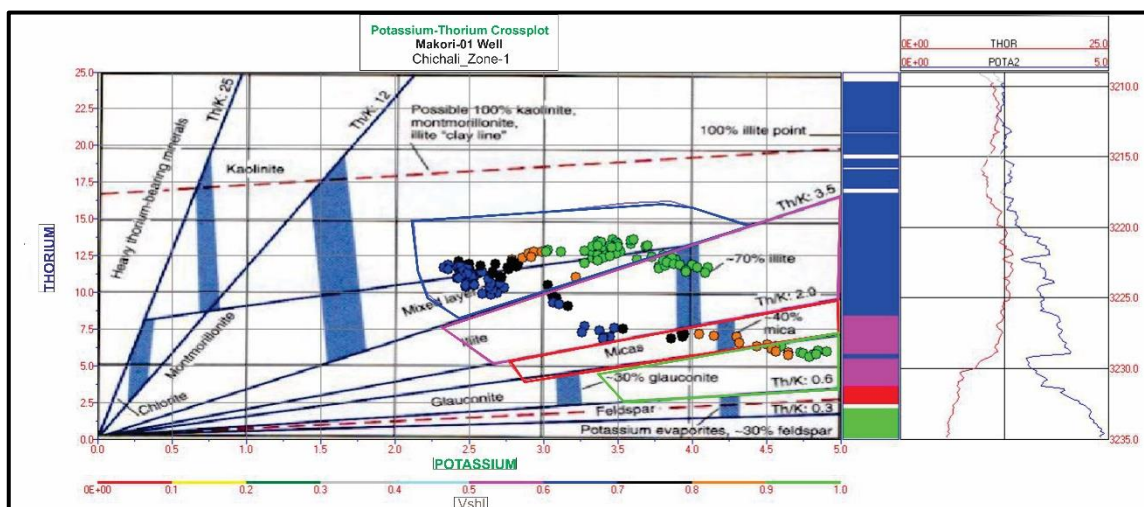 Potassium-Thorium Crossplot
Makori-01 Well
Chichali_Zone-1
0E+00 THOR 25.0
0E+00 POTA2 5.0
25.0
22.5
20.0
17.5
15.0
12.5
10.0
7.5
5.0
2.5
0.0
THORIUM
Th/K: 25
Th/K: 12
Possible 100% kaolinite,
montmorillonite,
illite "clay line"
100% illite point
Heavy thorium-bearing minerals
Kaolinite
Th/K: 3.5
~70% illite
Mixed layer
Th/K: 2.0
Montmorillonite
Illite
~40%
mica
Micas
Chlorite
~30% glauconite
Glauconite
Th/K: 0.6
Feldspar
Th/K: 0.3
Potassium evaporites, ~30% feldspar
0.0 0.5 1.0 1.5 2.0 2.5 3.0 3.5 4.0 4.5 5.0
POTASSIUM
0E+00 0.1 0.2 0.3 0.4 0.5 0.6 0.7 0.8 0.9 1.0
Vshl
3210.0
3215.0
3220.0
3225.0
3230.0
3235.0